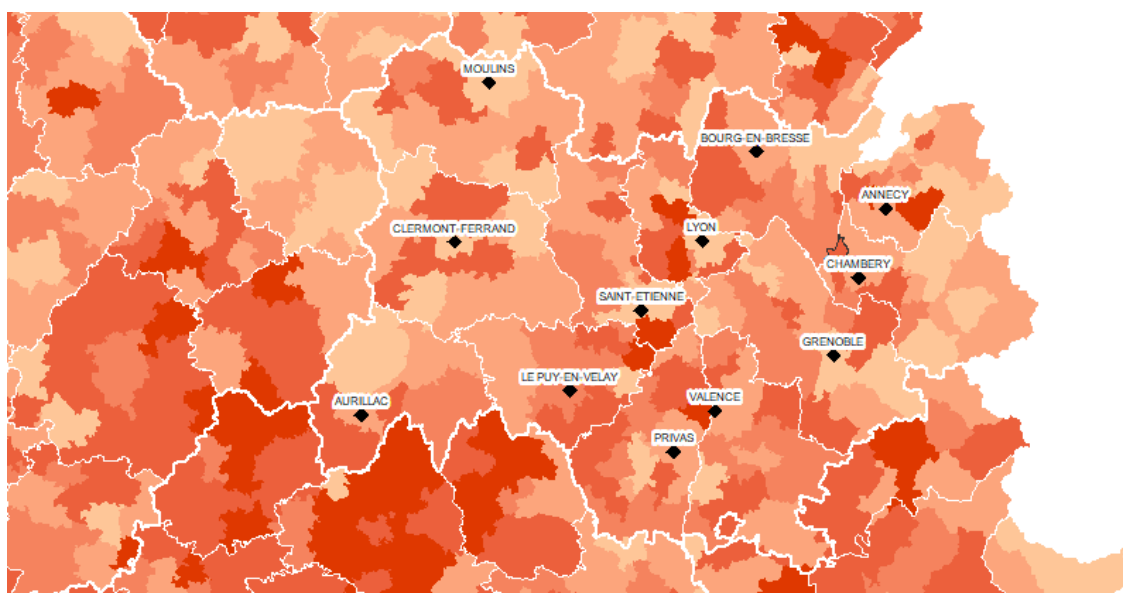 MOULINS
BOURG-EN-BRESSE
ANNECY
CLERMONT-FERRAND
LYON
CHAMBERY
SAINT-ETIENNE
GRENOBLE
LE PUY-EN-VELAY
AURILLAC
VALENCE
PRIVAS